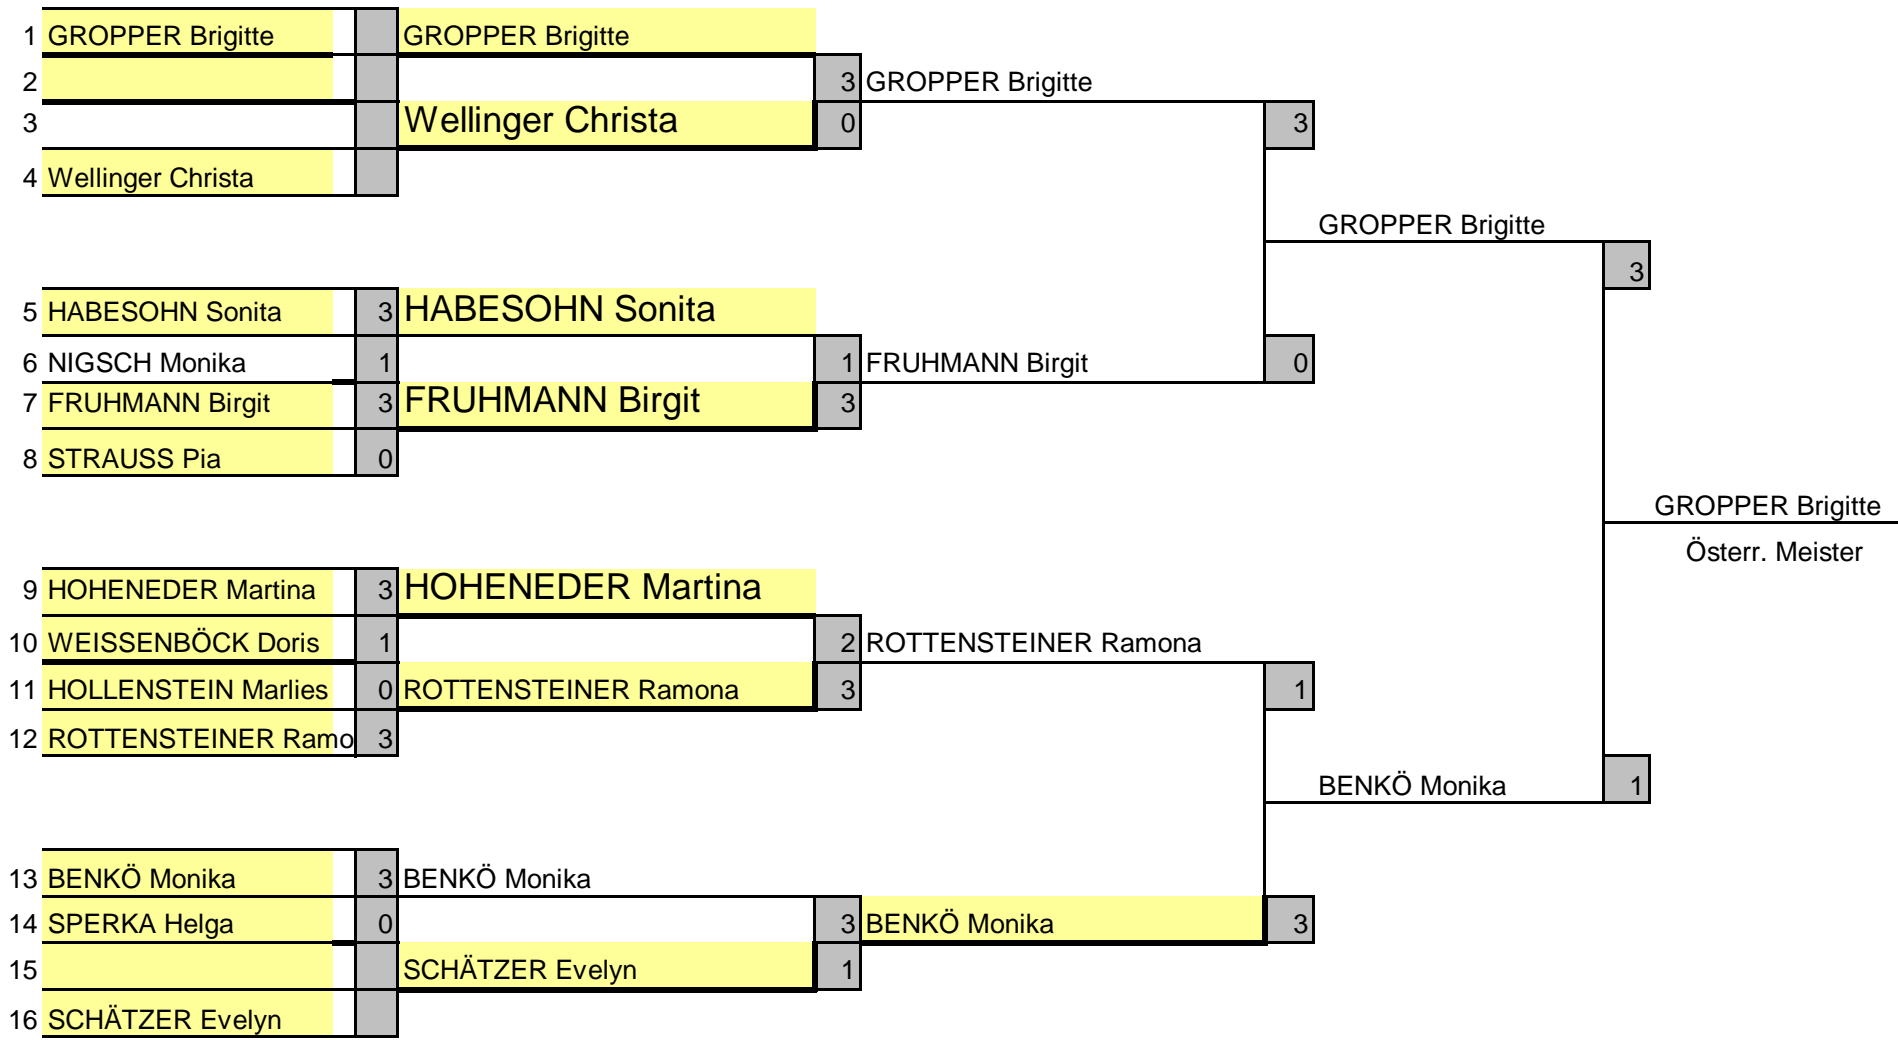 1 GROPPER Brigitte GROPPER Brigitte
2 3 GROPPER Brigitte
3 Wellinger Christa 0 3
4 Wellinger Christa
GROPPER Brigitte
3
5 HABESOHN Sonita 3 HABESOHN Sonita
6 NIGSCH Monika 1 1 FRUHMANN Birgit 0
7 FRUHMANN Birgit 3 FRUHMANN Birgit 3
8 STRAUSS Pia 0
GROPPER Brigitte
Österr. Meister
9 HOHENEDER Martina 3 HOHENEDER Martina
10 WEISSENBÖCK Doris 1 2 ROTTENSTEINER Ramona
11 HOLLENSTEIN Marlies 0 ROTTENSTEINER Ramona 3 1
12 ROTTENSTEINER Ramo 3
BENKÖ Monika 1
13 BENKÖ Monika 3 BENKÖ Monika
14 SPERKA Helga 0 3 BENKÖ Monika 3
15 SCHÄTZER Evelyn 1
16 SCHÄTZER Evelyn